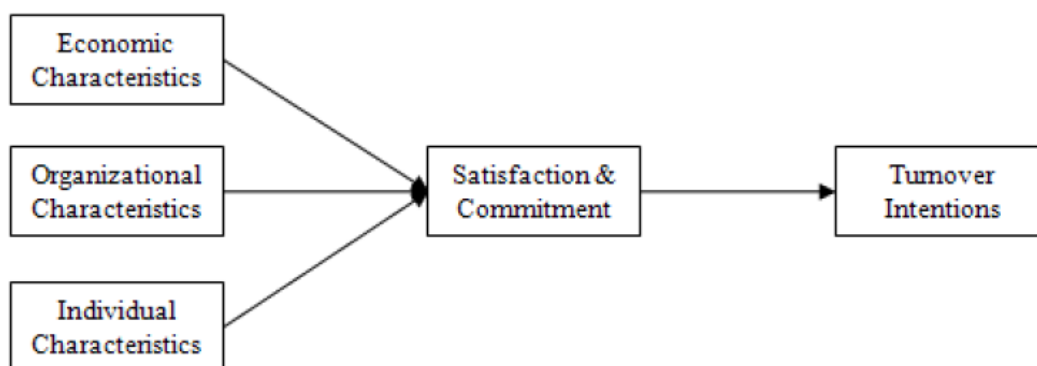 Economic
Characteristics
Organizational
Characteristics
Individual
Characteristics
Satisfaction &
Commitment
Turnover
Intentions